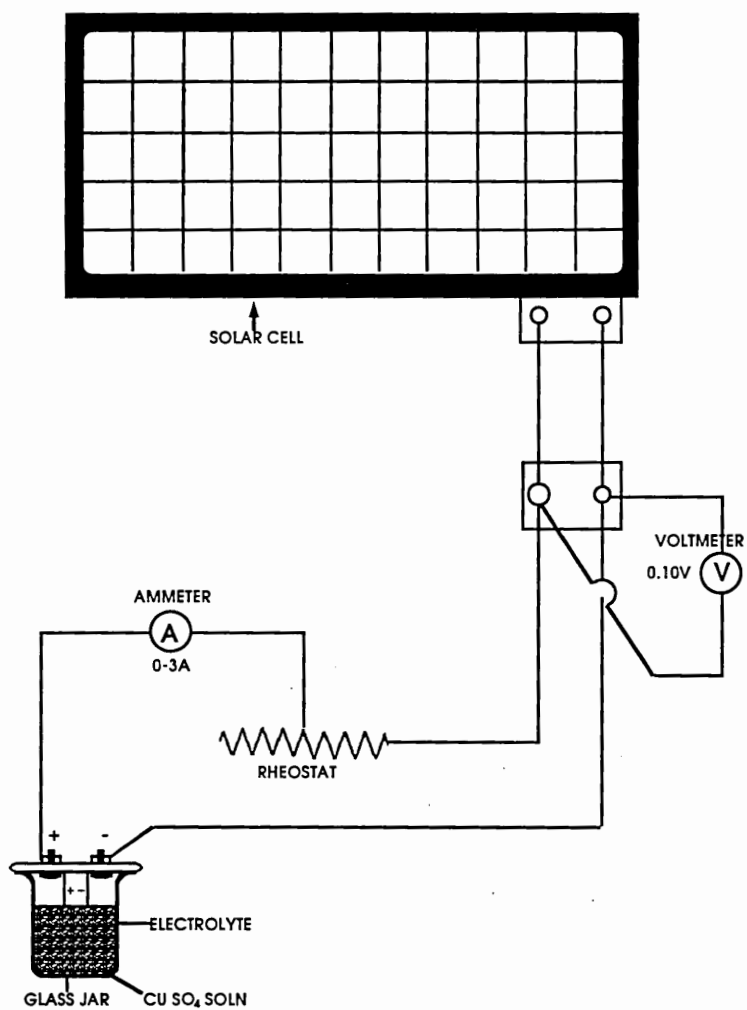 SOLAR CELL
VOLTMETER
0.10V
V
AMMETER
A
0-3A
RHEOSTAT
+ -
+ -
ELECTROLYTE
GLASS JAR
CU SO₄ SOLN